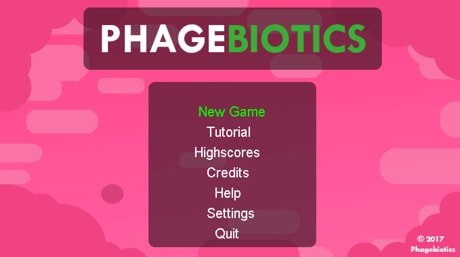 PHAGEBIOTICS
New Game
Tutorial
Highscores
Credits
Help
Settings
Quit
© 2017
Phagebiotics